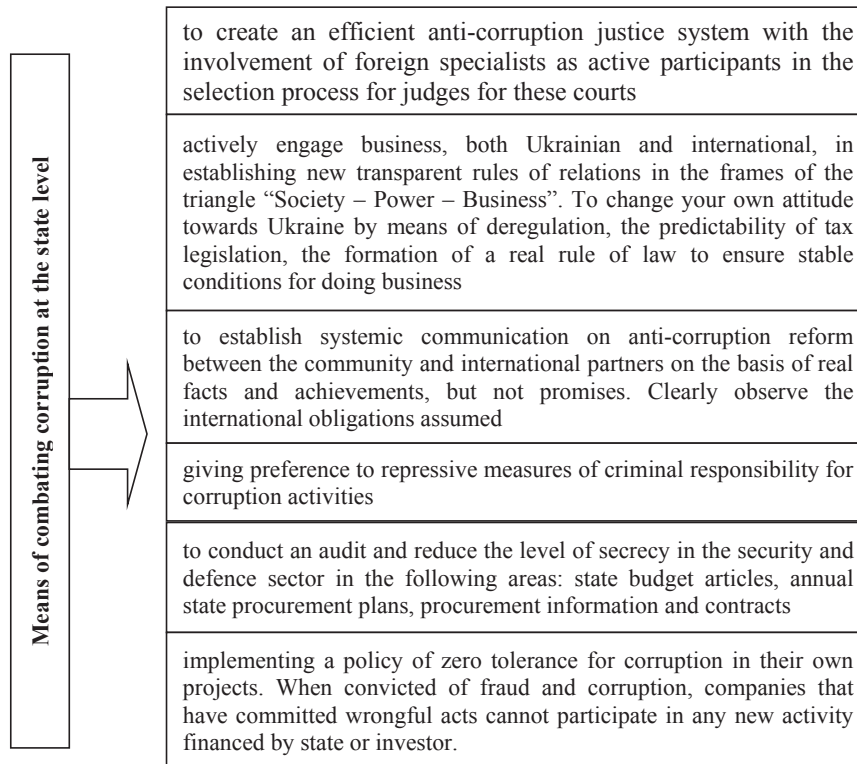 Means of combating corruption at the state level
to create an efficient anti-corruption justice system with the
involvement of foreign specialists as active participants in the
selection process for judges for these courts
actively engage business, both Ukrainian and international, in
establishing new transparent rules of relations in the frames of the
triangle “Society – Power – Business”. To change your own attitude
towards Ukraine by means of deregulation, the predictability of tax
legislation, the formation of a real rule of law to ensure stable
conditions for doing business
to establish systemic communication on anti-corruption reform
between the community and international partners on the basis of real
facts and achievements, but not promises. Clearly observe the
international obligations assumed
giving preference to repressive measures of criminal responsibility for
corruption activities
to conduct an audit and reduce the level of secrecy in the security and
defence sector in the following areas: state budget articles, annual
state procurement plans, procurement information and contracts
implementing a policy of zero tolerance for corruption in their own
projects. When convicted of fraud and corruption, companies that
have committed wrongful acts cannot participate in any new activity
financed by state or investor.